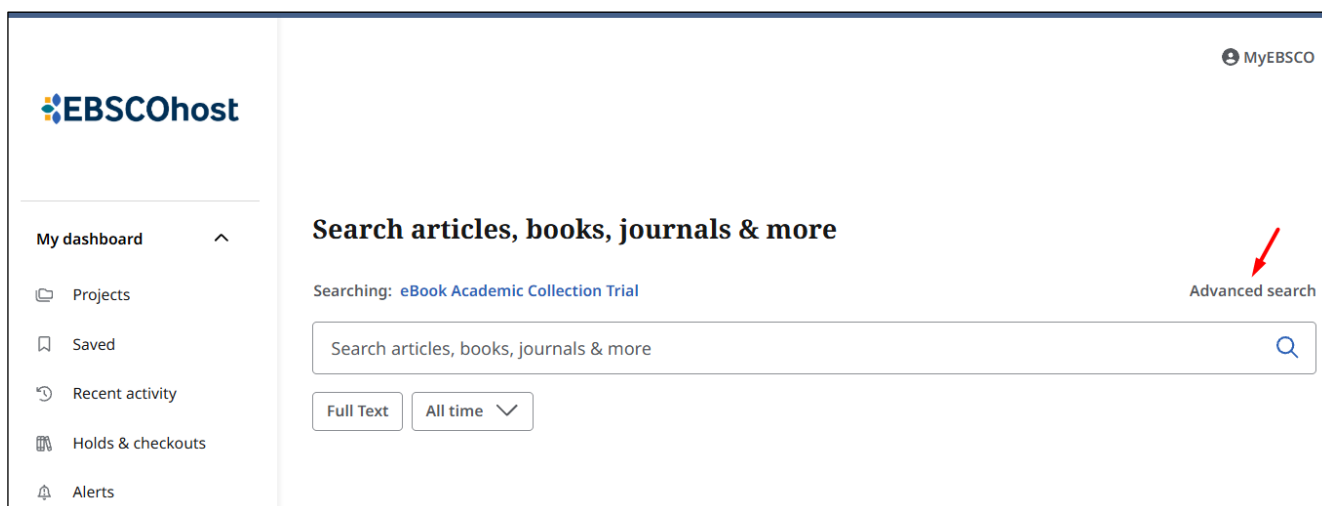 MyEBSCO
EBSCOhost
My dashboard
Projects
Saved
Recent activity
Holds & checkouts
Alerts
Search articles, books, journals & more
Searching: eBook Academic Collection Trial
Advanced search
Search articles, books, journals & more
Full Text
All time